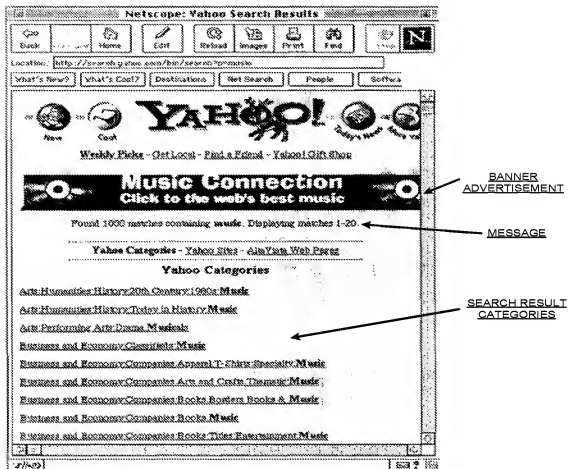 Netscape: Yahoo Search Results
Back Home Edit Reload Images Print Find N
Location: http://search.yahoo.com/bin/search?p=music
What's New? What's Cool? Destinations Net Search People Softwa
New Cool YAHOO! Today's News More Ya
Weekly Picks - Get Local - Find a Friend - Yahoo! Gift Shop
Music Connection
Click to the web's best music
BANNER
ADVERTISEMENT
Found 1000 matches containing music. Displaying matches 1-20.
MESSAGE
Yahoo Categories - Yahoo Sites - AltaVista Web Pages
Yahoo Categories
Arts:Humanities:History:20th Century:1980s:Music
Arts:Humanities:History:Today in History:Music
Arts:Performing Arts:Drama:Musicals
SEARCH RESULT
CATEGORIES
Business and Economy:Classifieds:Music
Business and Economy:Companies:Apparel:T-Shirts:Specialty:Music
Business and Economy:Companies:Arts and Crafts:Thematic:Music
Business and Economy:Companies:Books:Borders Books & Music
Business and Economy:Companies:Books:Music
Business and Economy:Companies:Books:Titles:Entertainment:Music